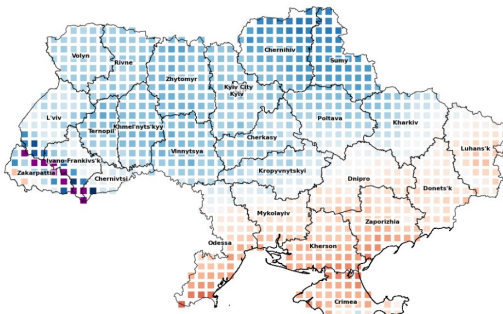 Chernihiv
Sumy
Volyn
Rivne
Zhytomyr
Kyiv City
Kyiv
L'viv
Ternopil
Khmel'nyts'kyy
Poltava
Kharkiv
Cherkasy
Vinnytsya
Luhans'k
Ivano-Frankivs'k
Zakarpattia
Chernivtsi
Kropyvnytskyi
Dnipro
Donets'k
Mykolayiv
Zaporizhia
Odessa
Kherson
Crimea